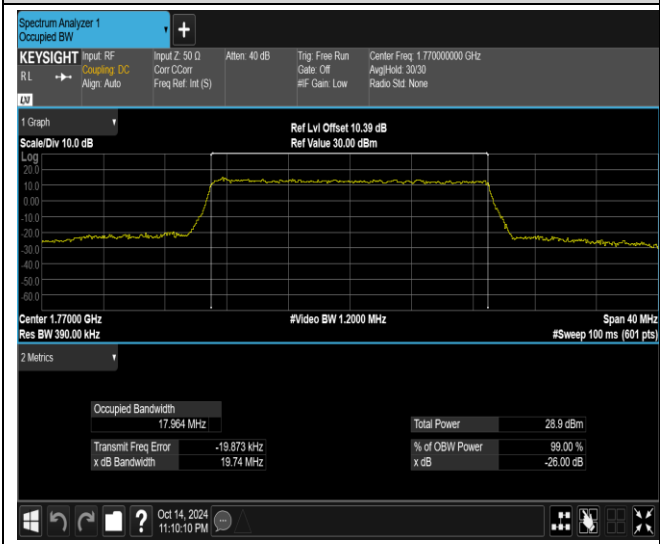 Spectrum Analyzer 1
Occupied BW
KEYSIGHT
RL
LXI
Input: RF
Coupling: DC
Align: Auto
Input Z: 50 Ω
Corr CCorr
Freq Ref: Int (S)
Atten: 40 dB
Trig: Free Run
Gate: Off
#IF Gain: Low
Center Freq: 1.770000000 GHz
Avg|Hold: 30/30
Radio Std: None
1 Graph
Scale/Div 10.0 dB
Ref Lvl Offset 10.39 dB
Ref Value 30.00 dBm
Log
20.0
10.0
0.00
-10.0
-20.0
-30.0
-40.0
-50.0
-60.0
Center 1.77000 GHz
Res BW 390.00 kHz
#Video BW 1.2000 MHz
Span 40 MHz
#Sweep 100 ms (601 pts)
2 Metrics
Occupied Bandwidth
17.964 MHz
Transmit Freq Error -19.873 kHz
x dB Bandwidth 19.74 MHz
Total Power 28.9 dBm
% of OBW Power 99.00 %
x dB -26.00 dB
?
Oct 14, 2024
11:10:10 PM